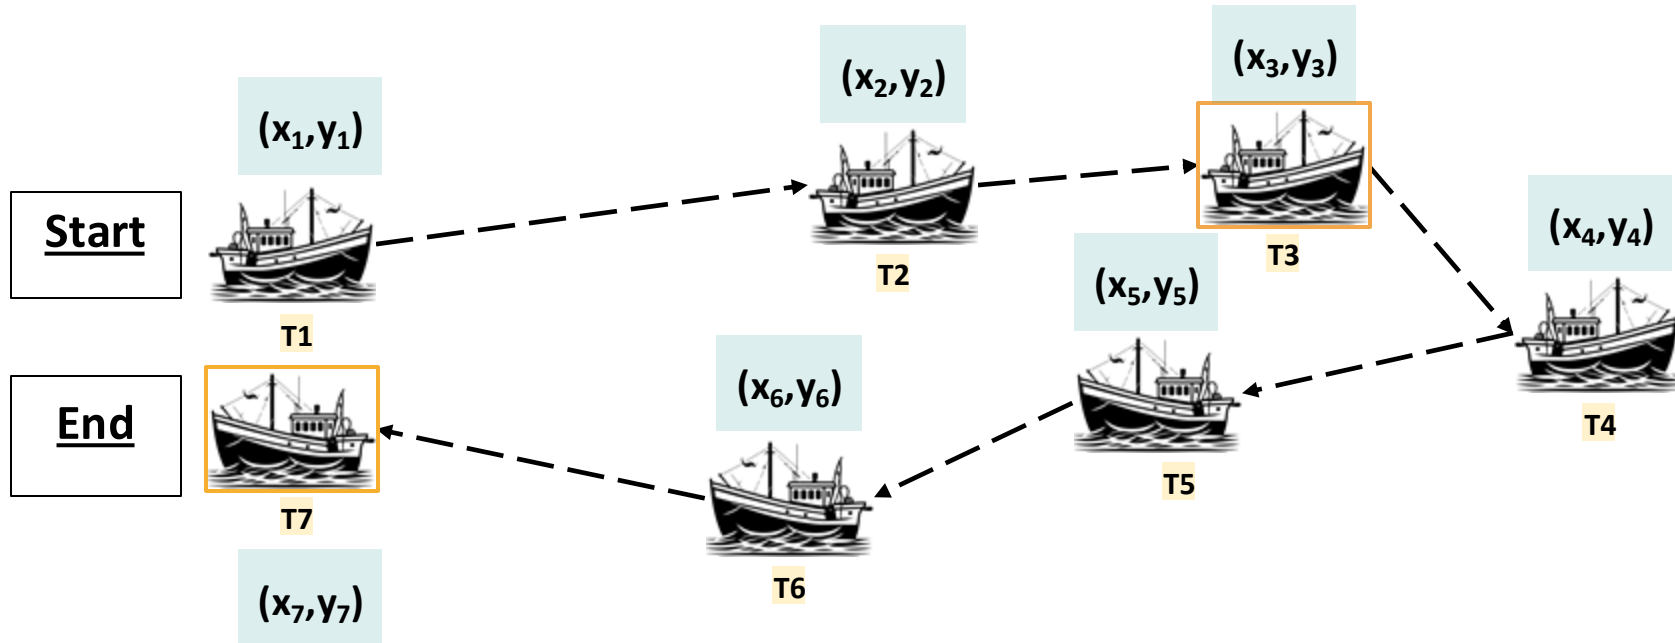 Start
(x₁,y₁)
T1
(x₂,y₂)
T2
(x₃,y₃)
T3
(x₄,y₄)
T4
(x₅,y₅)
T5
(x₆,y₆)
T6
End
T7
(x₇,y₇)